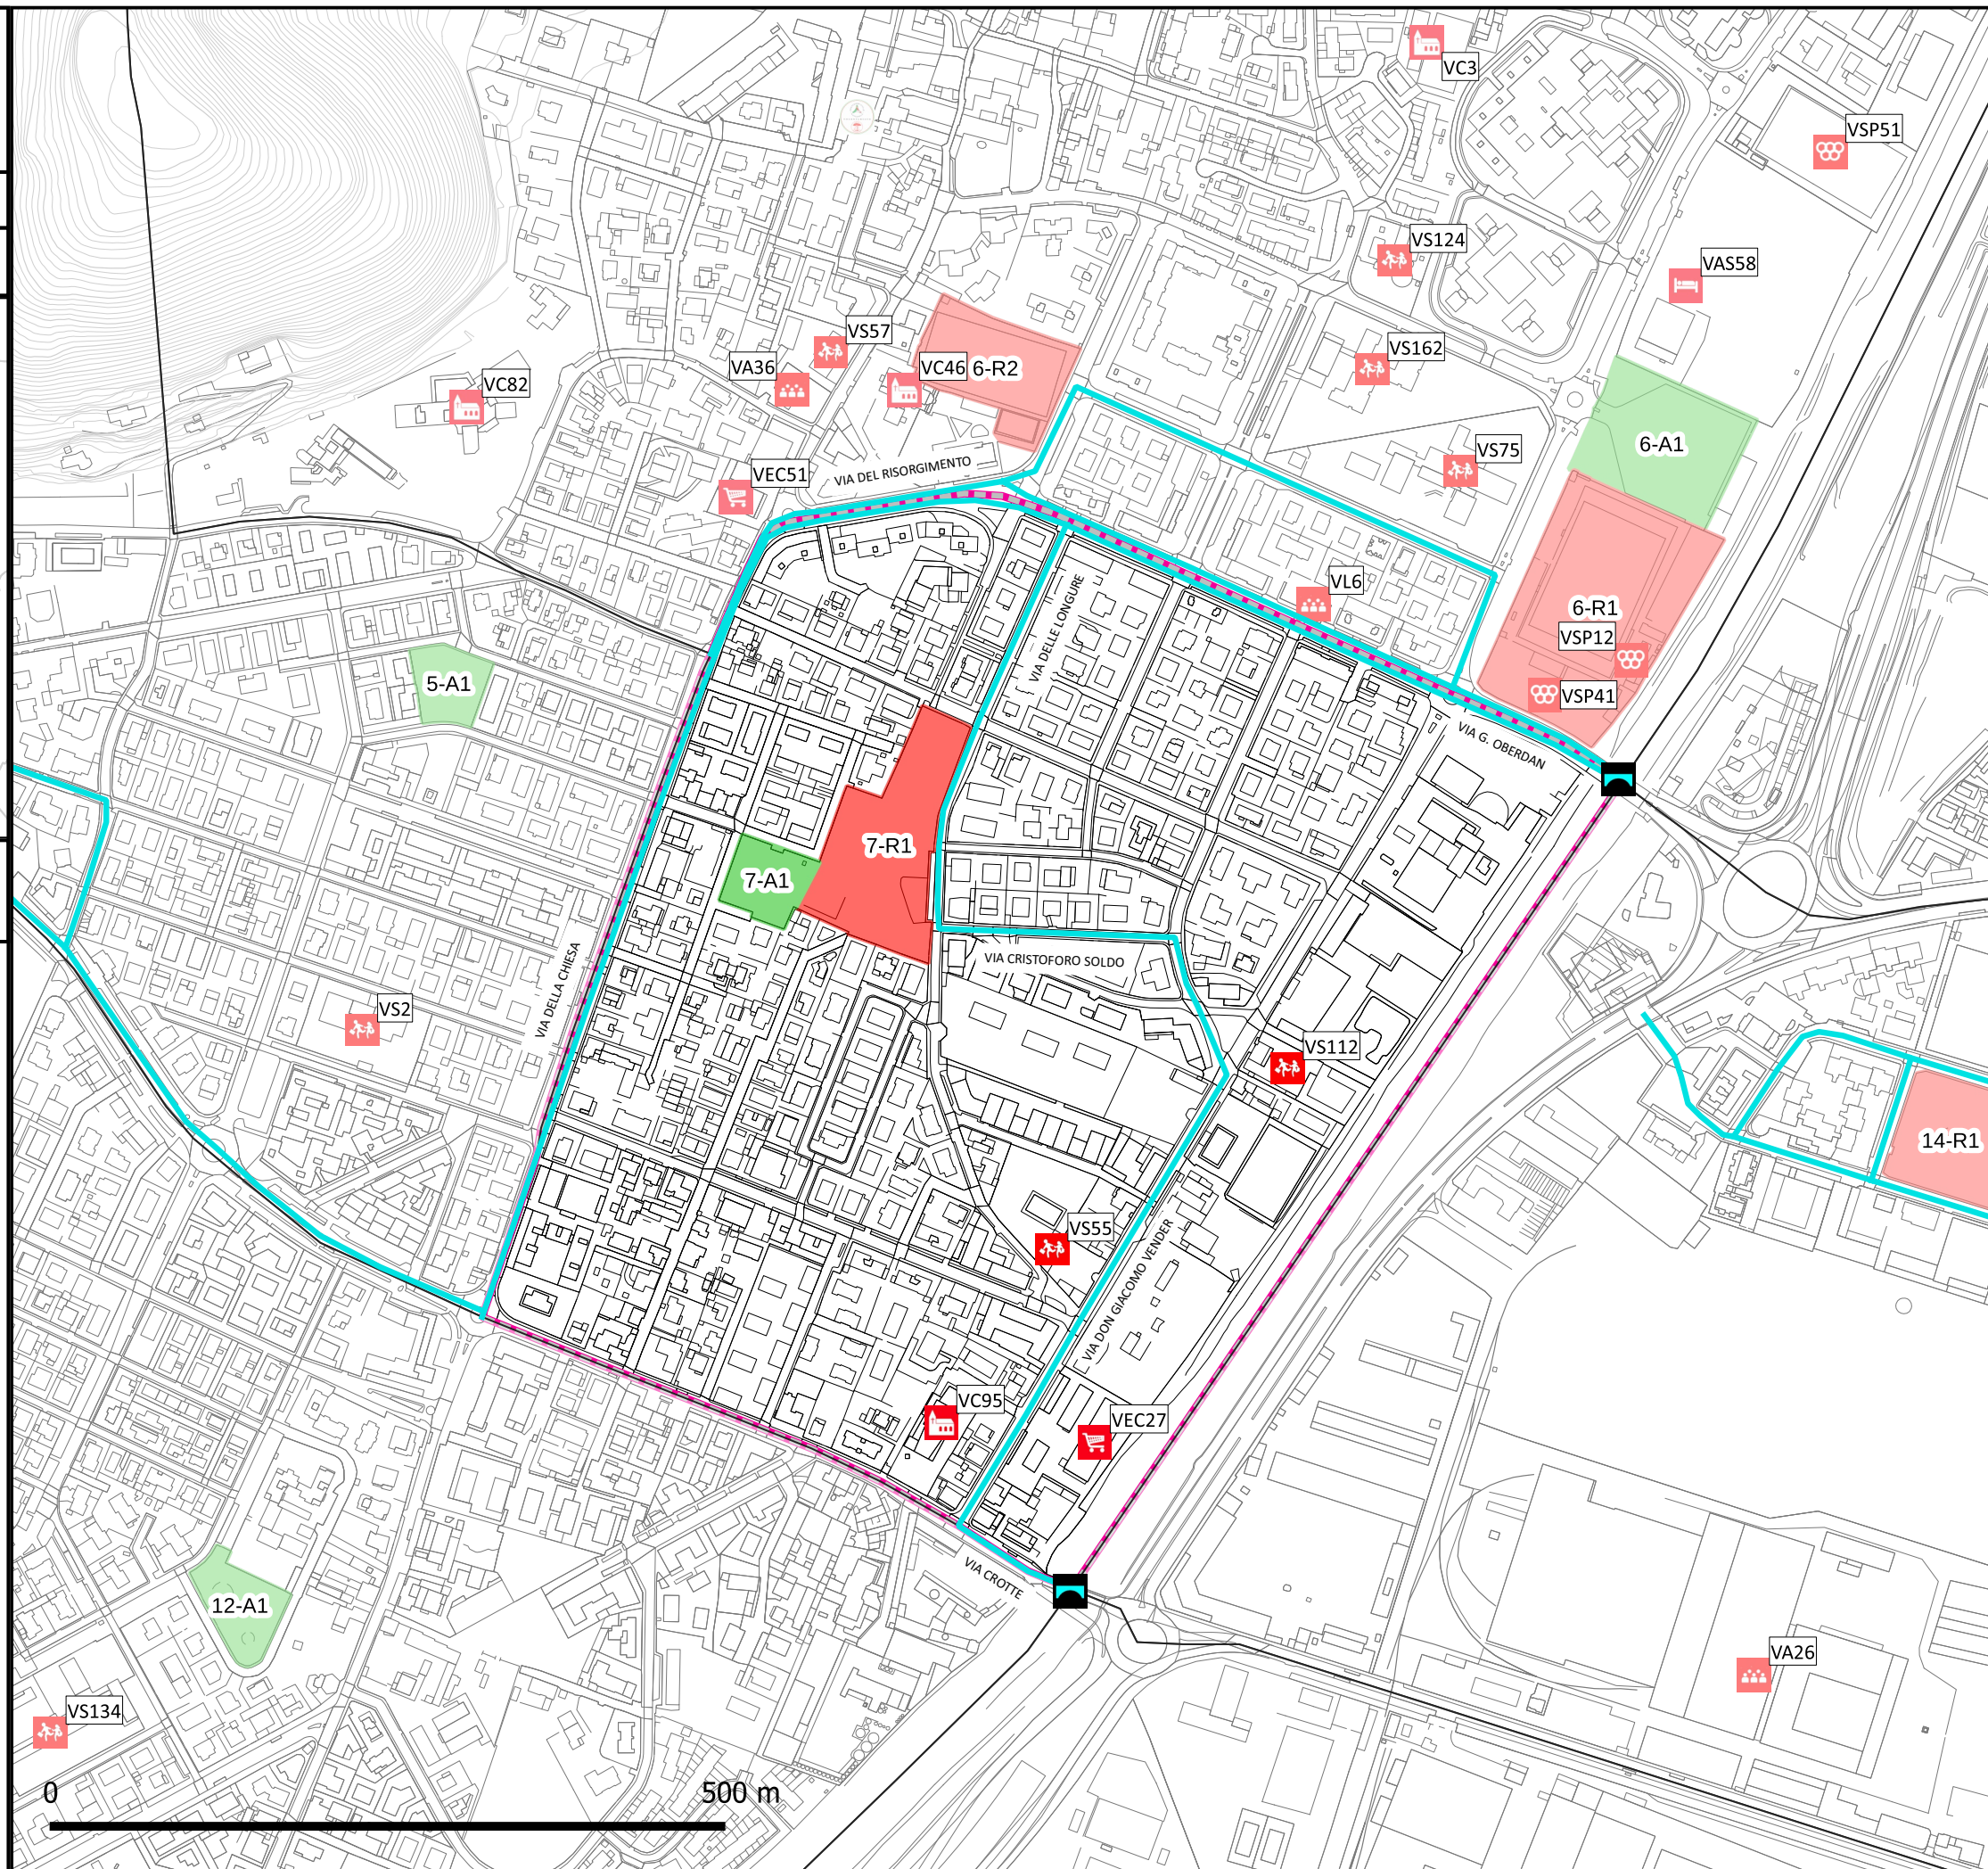 VC3
VSP51
VS124
VAS58
VS57
VS162
VA36
VC46
6-R2
VC82
VS75
6-A1
VEC51
VIA DEL RISORGIMENTO
VL6
6-R1
VIA DELLE LONGURE
VSP12
5-A1
VSP41
VIA G. OBERDAN
7-R1
7-A1
VIA CRISTOFORO SOLDO
VIA DELLA CHIESA
VS2
VS112
14-R1
VS55
VIA DON GIACOMO VENDER
VC95
VEC27
VIA CROTTE
12-A1
VA26
VS134
0 500 m